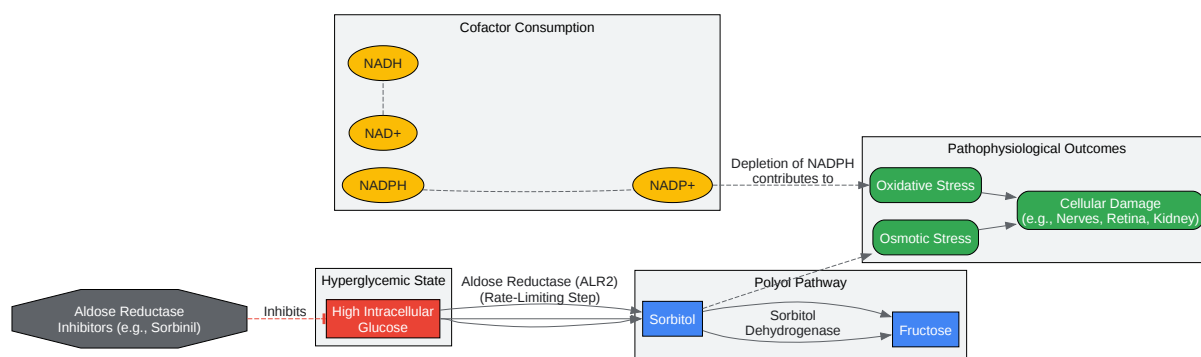 Cofactor Consumption
NADH
NAD+
NADPH
NADP+
Depletion of NADPH
contributes to
Pathophysiological Outcomes
Oxidative Stress
Cellular Damage
(e.g., Nerves, Retina, Kidney)
Osmotic Stress
Aldose Reductase
Inhibitors (e.g., Sorbinil)
Inhibits
Hyperglycemic State
High Intracellular
Glucose
Aldose Reductase (ALR2)
(Rate-Limiting Step)
Polyol Pathway
Sorbitol
Sorbitol
Dehydrogenase
Fructose